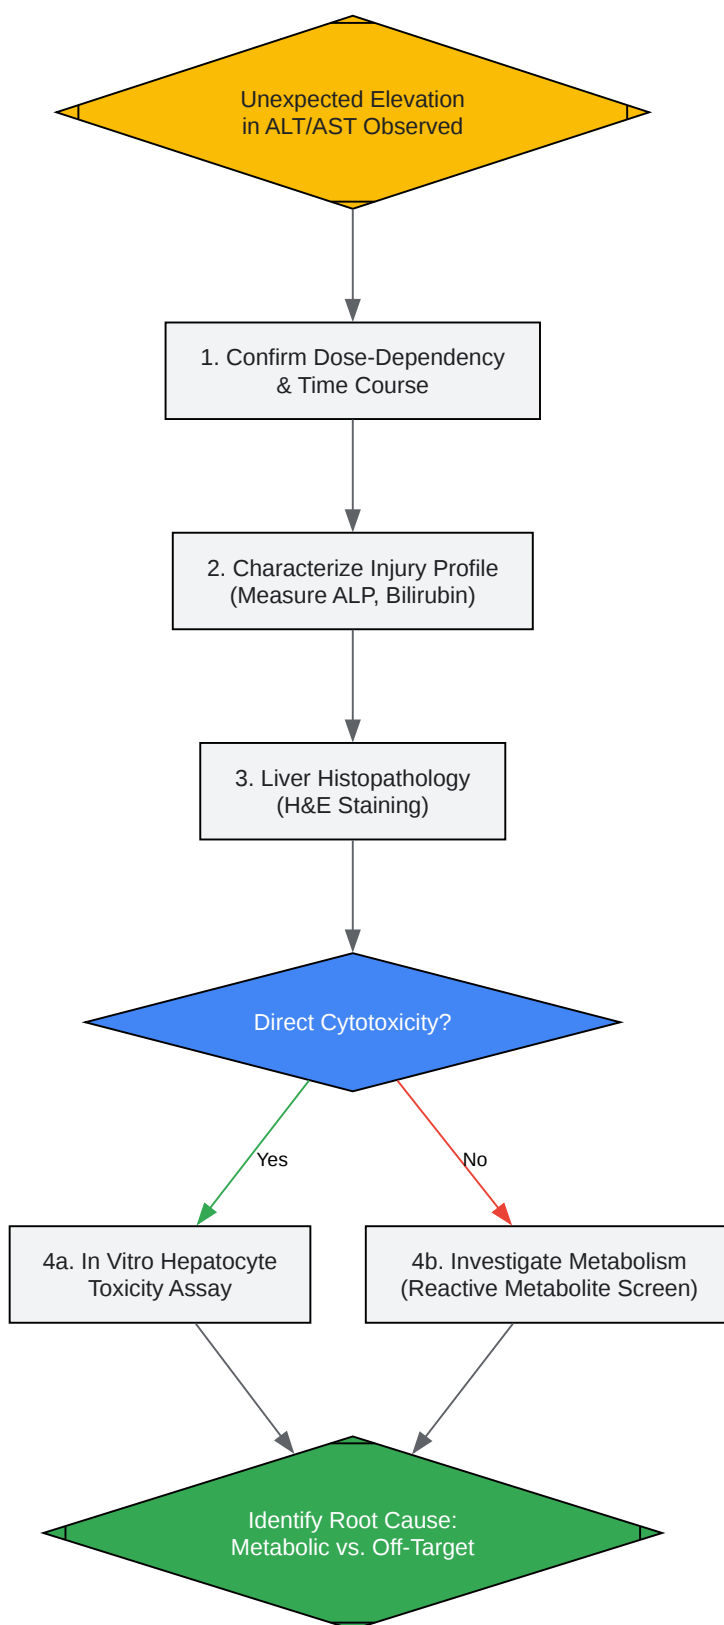 Unexpected Elevation
in ALT/AST Observed
1. Confirm Dose-Dependency
& Time Course
2. Characterize Injury Profile
(Measure ALP, Bilirubin)
3. Liver Histopathology
(H&E Staining)
Direct Cytotoxicity?
Yes
No
4a. In Vitro Hepatocyte
Toxicity Assay
4b. Investigate Metabolism
(Reactive Metabolite Screen)
Identify Root Cause:
Metabolic vs. Off-Target